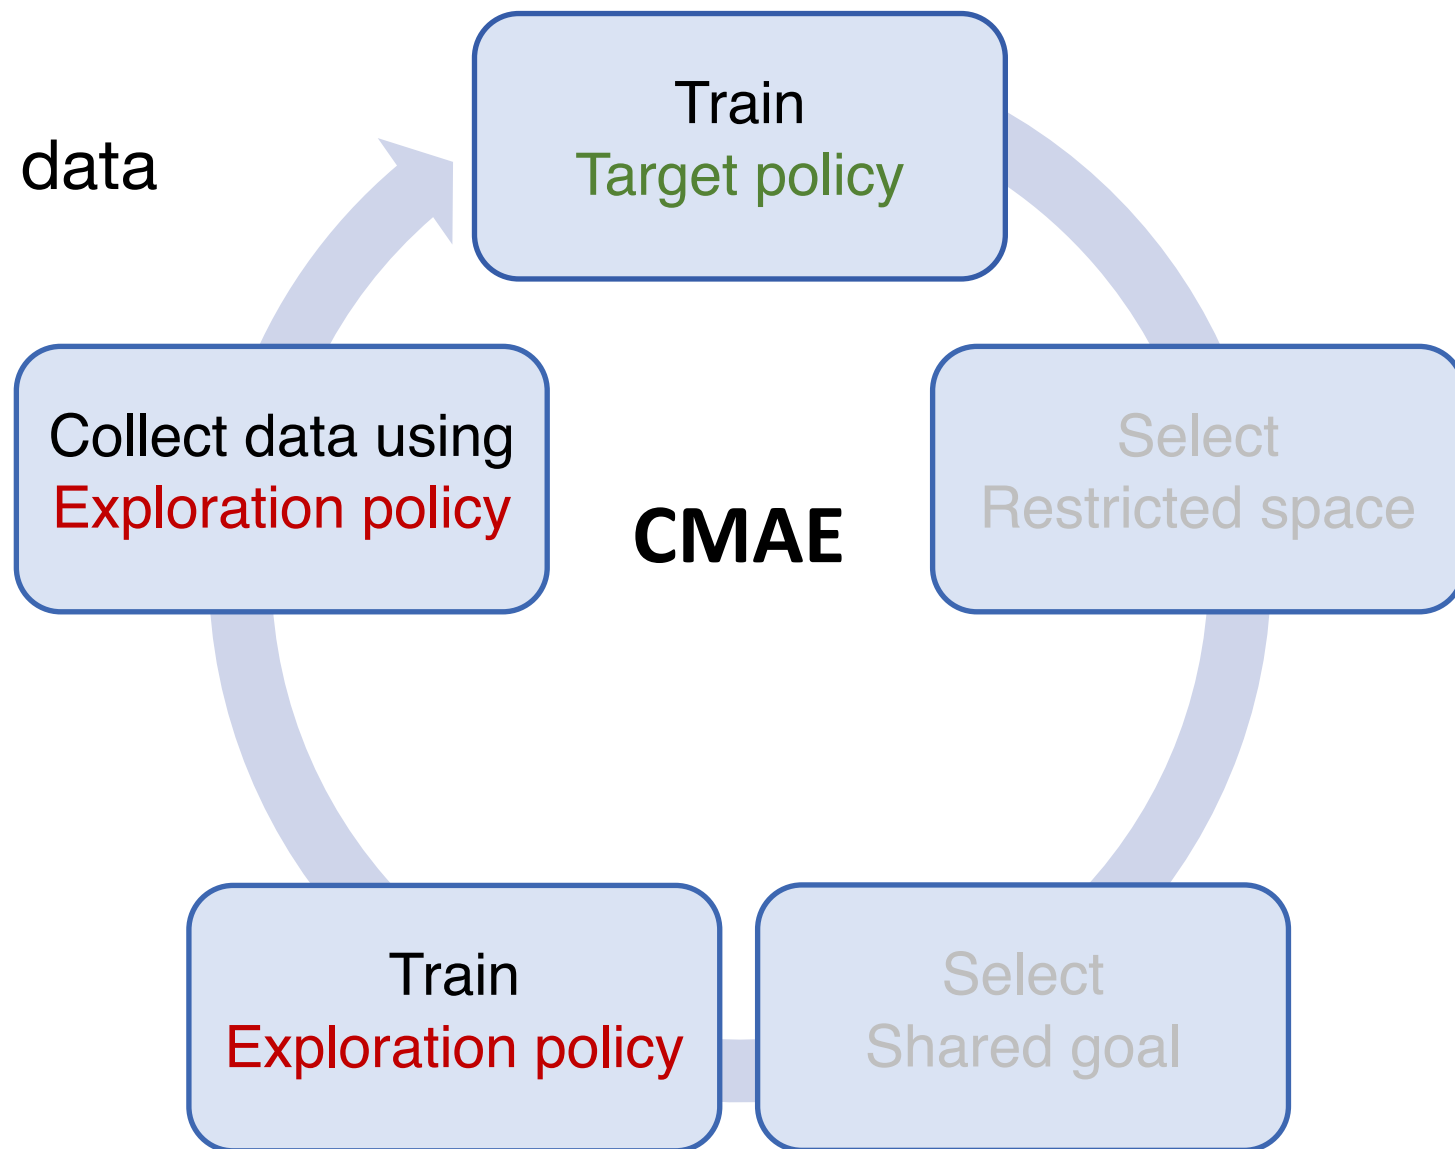 Train
Target policy
data
Collect data using
Exploration policy
Select
Restricted space
CMAE
Train
Exploration policy
Select
Shared goal